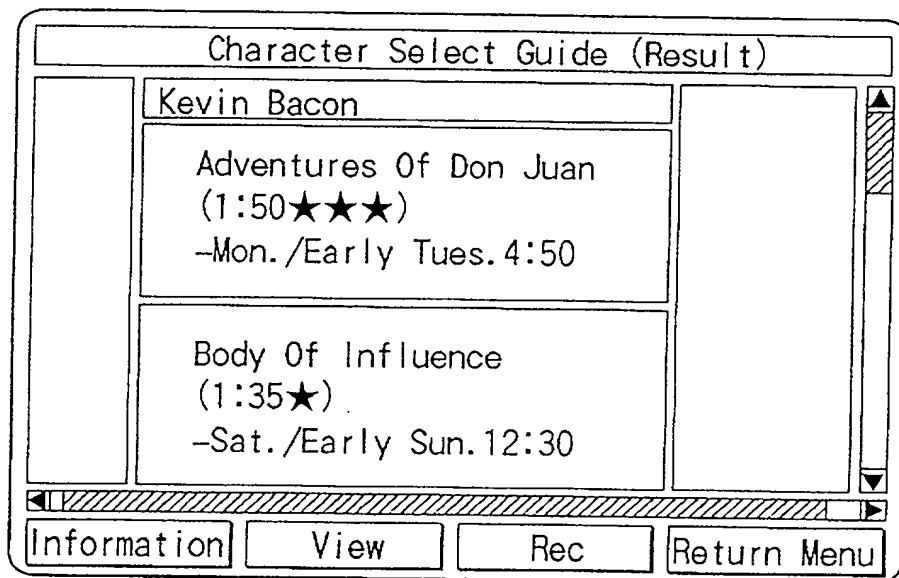 Character Select Guide (Result)
Kevin Bacon
Adventures Of Don Juan
(1:50★★★)
–Mon./Early Tues.4:50
Body Of Influence
(1:35★)
–Sat./Early Sun.12:30
Information View Rec Return Menu